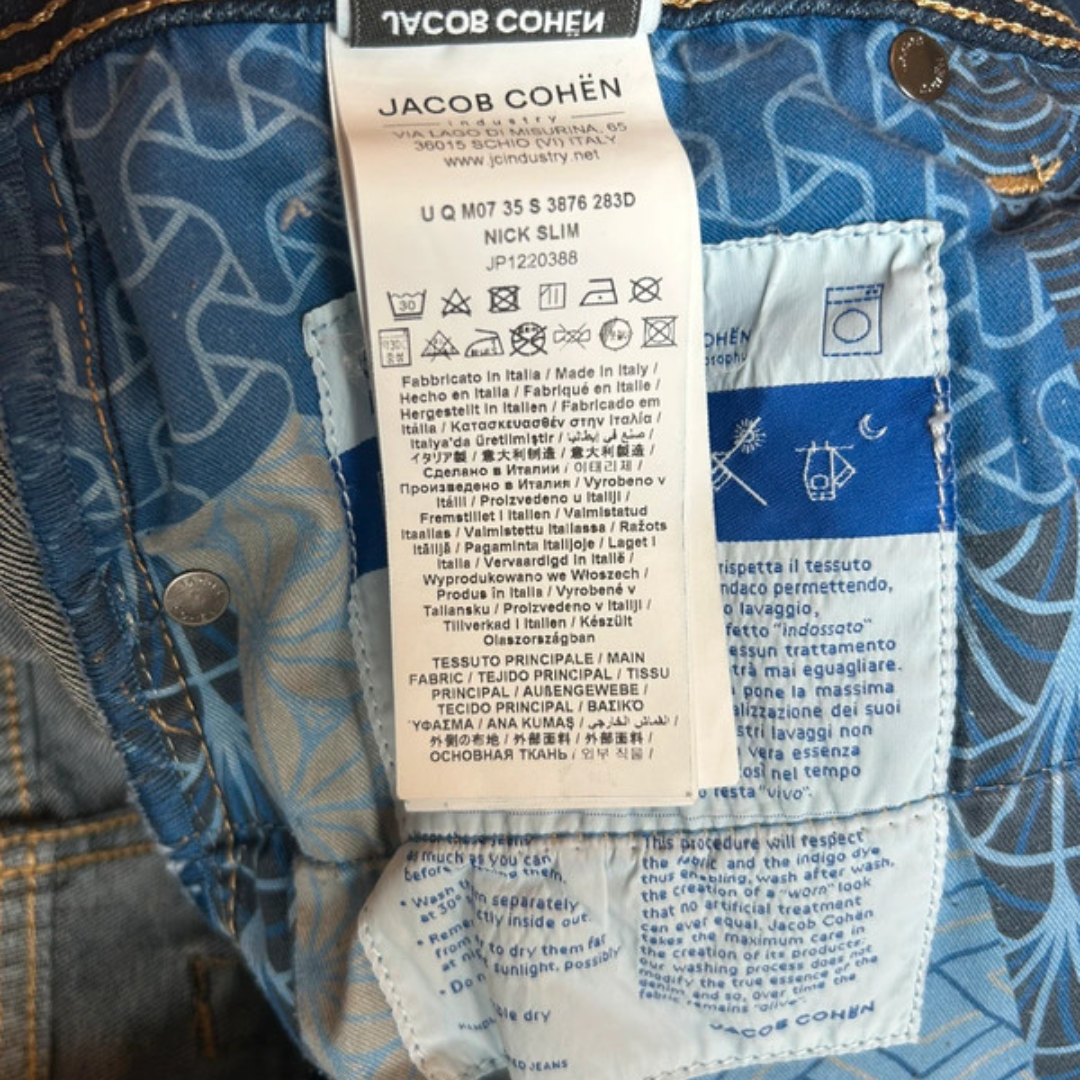 JACOB COHËN
JACOB COHËN
industry
VIA LAGO DI MISURINA, 65
36015 SCHIO (VI) ITALY
www.jcindustry.net
U Q M07 35 S 3876 283D
NICK SLIM
JP1220388
30
Fabbricato in Italia / Made in Italy /
Hecho en Italia / Fabriqué en Italie /
Hergestellt in Italien / Fabricado em
Itália / Κατασκευασθέν στην Ιταλία /
Italya'da üretilmiştir / صنع في إيطاليا /
イタリア製 / 意大利制造 / 意大利製造 /
Сделано в Италии / 이태리제 /
Произведено в Италия / Vyrobeno v
Itálii / Proizvedeno u Italiji /
Fremstillet i Italien / Valmistatud
Itaalias / Valmistettu Italiassa / Ražots
Itālijā / Pagaminta Italijoje / Laget i
Italia / Vervaardigd in Italië /
Wyprodukowano we Włoszech /
Produs în Italia / Vyrobené v
Taliansku / Proizvedeno v Italiji /
Tillverkad i Italien / Készült
Olaszországban
TESSUTO PRINCIPALE / MAIN
FABRIC / TEJIDO PRINCIPAL / TISSU
PRINCIPAL / AUßENGEWEBE /
TECIDO PRINCIPAL / ΒΑΣΙΚΌ
ΎΦΑΣΜΑ / ANA KUMAŞ / القماش الخارجي /
外側の布地 / 外部面料 / 外部面料 /
ОСНОВНАЯ ТКАНЬ / 외부 직물 /
OHËN
rispetta il tessuto
ndaco permettendo,
o lavaggio,
fetto "indossato"
essun trattamento
trà mai eguagliare.
pone la massima
alizzazione dei suoi
stri lavaggi non
vera essenza
così nel tempo
resta "vivo".
these jeans
as much as you can
before them.
• Wash separately
at 30° inside out.
to dry them far
sunlight, possibly
at
• Do
dry
JEANS
This procedure will respect
the fabric and the indigo dye
thus enabling, wash after wash,
the creation of a "worn" look
that no artificial treatment
can ever equal. Jacob Cohën
takes the maximum care in
the creation of its products:
our washing process does not
modify the true essence of the
denim and so, over time the
fabric remains "alive".
JACOB COHËN